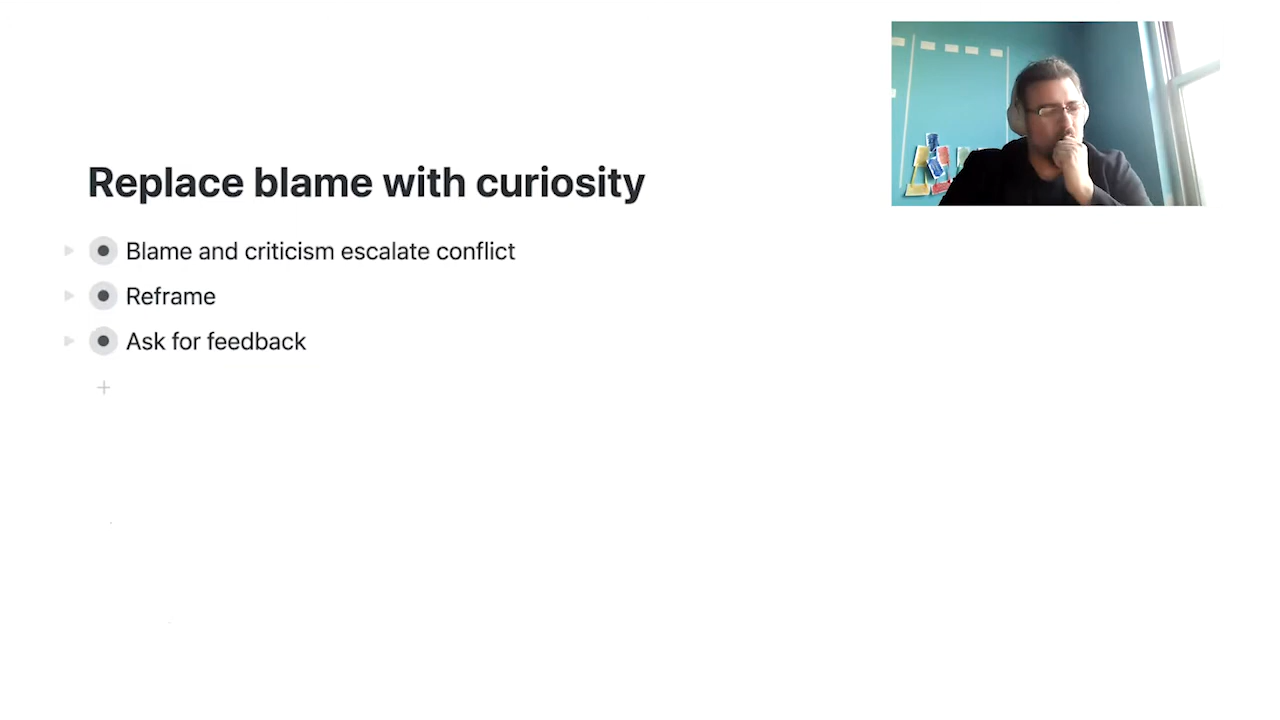 Replace blame with curiosity
Blame and criticism escalate conflict
Reframe
Ask for feedback